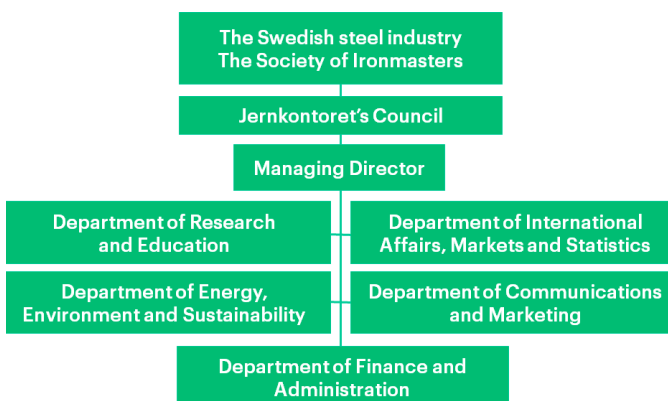 The Swedish steel industry
The Society of Ironmasters
Jernkontoret's Council
Managing Director
Department of Research
and Education
Department of International
Affairs, Markets and Statistics
Department of Energy,
Environment and Sustainability
Department of Communications
and Marketing
Department of Finance and
Administration